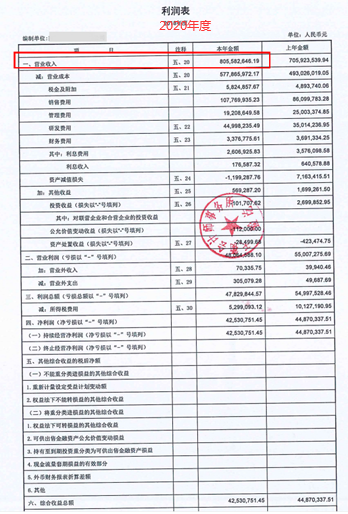 利润表
2020年度
编制单位:
单位: 人民币元
项 目 注释 本年金额 上年金额
一、营业收入 五、20 805,582,646.19 705,923,539.94
减: 营业成本 五、20 577,865,972.17 493,026,019.05
税金及附加 五、21 5,824,857.67 4,893,740.06
销售费用 107,769,935.23 86,099,783.28
管理费用 19,208,649.58 25,003,374.85
研发费用 五、22 44,998,235.49 35,014,236.95
财务费用 五、23 3,376,775.61 3,691,334.25
其中: 利息费用 2,606,925.83 3,576,098.58
利息收入 176,587.32 640,578.88
资产减值损失 五、24 -1,199,287.76 7,163,415.51
加: 其他收益 五、25 569,287.20 1,699,261.50
投资收益（损失以"-"号填列） 五、26 101,707.62 2,699,852.95
其中: 对联营企业和合营企业的投资收益
公允价值变动收益（损失以"-"号填列）
资产处置收益（损失以"-"号填列） 五、27 -28,499.68 -423,474.75
二、营业利润（亏损以"－"号填列） 55,007,275.69
加: 营业外收入 五、28 70,335.75 39,940.46
减: 营业外支出 五、29 305,079.28 49,687.69
三、利润总额（亏损总额以"－"号填列） 47,829,844.57 54,997,528.46
减: 所得税费用 五、30 5,299,093.12 10,127,190.95
四、净利润（净亏损以"－"号填列） 42,530,751.45 44,870,337.51
（一）持续经营净利润（净亏损以"－"号填列） 42,530,751.45 44,870,337.51
（二）终止经营净利润（净亏损以"－"号填列）
五、其他综合收益的税后净额
（一）不能重分类进损益的其他综合收益
1. 重新计量设定受益计划变动额
2. 权益法下不能转损益的其他综合收益
（二）将重分类进损益的其他综合收益
1. 权益法下可转损益的其他综合收益
2. 可供出售金融资产公允价值变动损益
3. 持有至到期投资重分类为可供出售金融资产损益
4. 现金流量套期损益的有效部分
5. 外币财务报表折算差额
6. 其他
六、综合收益总额 42,530,751.45 44,870,337.51